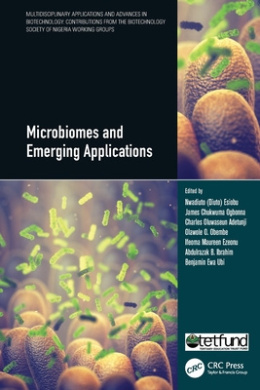 MULTIDISCIPLINARY APPLICATIONS AND ADVANCES IN
BIOTECHNOLOGY: CONTRIBUTIONS FROM THE BIOTECHNOLOGY
SOCIETY OF NIGERIA WORKING GROUPS
Microbiomes and
Emerging Applications
Edited by
Nwadiuto (Diuto) Esiobu
James Chukwuma Ogbonna
Charles Oluwaseun Adetunji
Olawole O. Obembe
Ifeoma Maureen Ezeonu
Abdulrazak B. Ibrahim
Benjamin Ewa Ubi
tetfund
CRC Press
Taylor & Francis Group